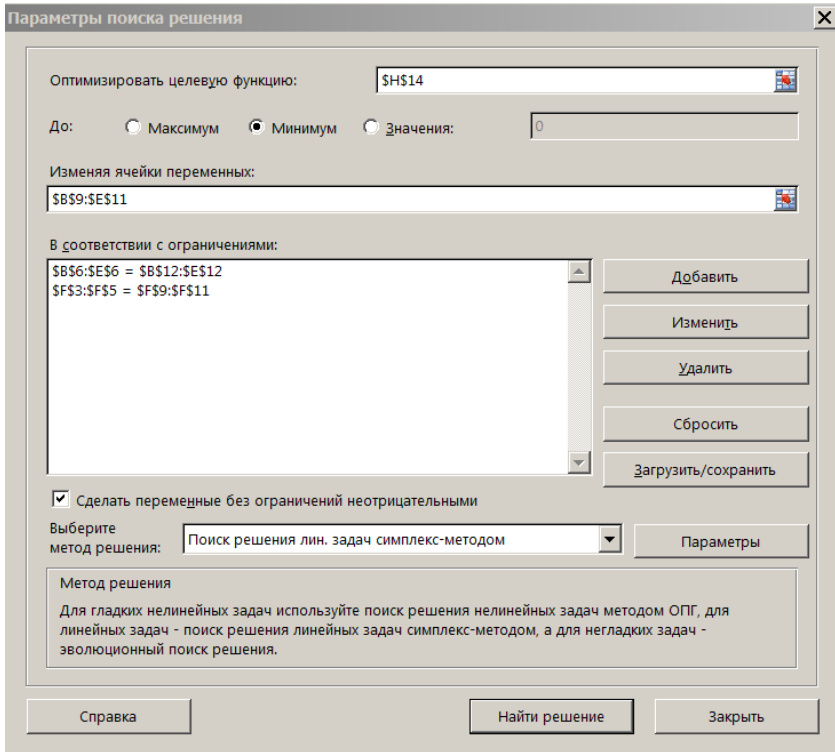 Параметры поиска решения
Оптимизировать целевую функцию: $H$14
До: Максимум Минимум Значения: 0
Изменяя ячейки переменных:
$B$9:$E$11
В соответствии с ограничениями:
$B$6:$E$6 = $B$12:$E$12
$F$3:$F$5 = $F$9:$F$11
Добавить
Изменить
Удалить
Сбросить
Загрузить/сохранить
Сделать переменные без ограничений неотрицательными
Выберите
метод решения:
Поиск решения лин. задач симплекс-методом
Параметры
Метод решения
Для гладких нелинейных задач используйте поиск решения нелинейных задач методом ОПГ, для
линейных задач - поиск решения линейных задач симплекс-методом, а для негладких задач -
эволюционный поиск решения.
Справка Найти решение Закрыть